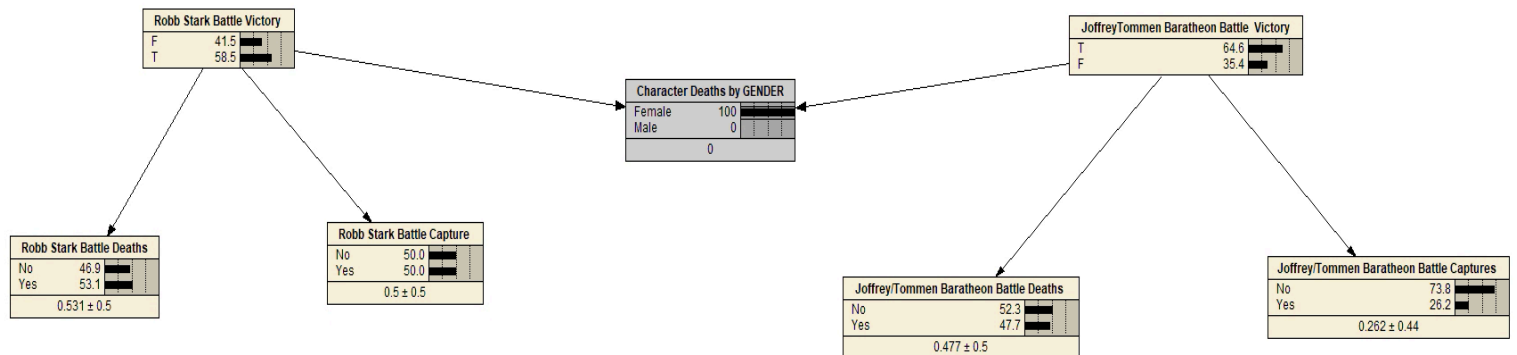 Robb Stark Battle Victory
F 41.5
T 58.5
JoffreyTommen Baratheon Battle Victory
T 64.6
F 35.4
Character Deaths by GENDER
Female 100
Male 0
0
Robb Stark Battle Deaths
No 46.9
Yes 53.1
0.531 ± 0.5
Robb Stark Battle Capture
No 50.0
Yes 50.0
0.5 ± 0.5
Joffrey/Tommen Baratheon Battle Deaths
No 52.3
Yes 47.7
0.477 ± 0.5
Joffrey/Tommen Baratheon Battle Captures
No 73.8
Yes 26.2
0.262 ± 0.44